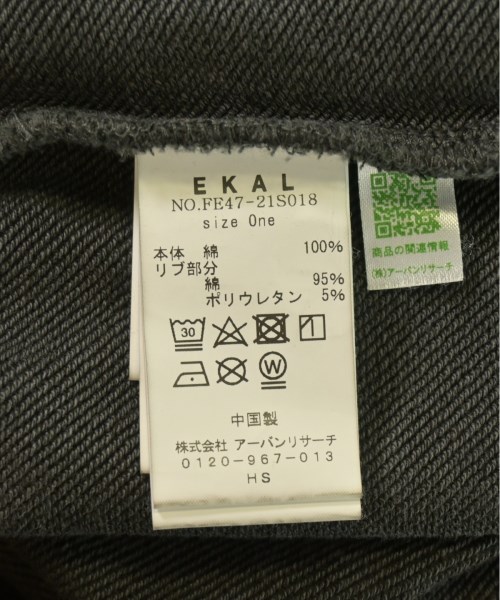 EKAL
NO.FE47-21S018
size One
本体 綿 100%
リブ部分
綿 95%
ポリウレタン 5%
30
W
中国製
株式会社 アーバンリサーチ
0120-967-013
HS
商品の関連情報
(株)アーバンリサーチ